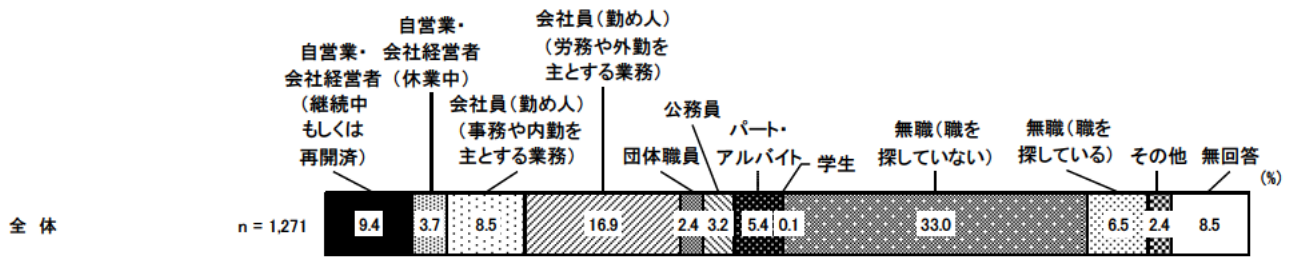 自営業・
会社経営者
（継続中
もしくは
再開済）
自営業・
会社経営者
（休業中）
会社員（勤め人）
（事務や内勤を
主とする業務）
会社員（勤め人）
（労務や外勤を
主とする業務）
団体職員
公務員
パート・
アルバイト
学生
無職（職を
探していない）
無職（職を
探している）
その他
無回答
(%)
全 体
n = 1,271
9.4 3.7 8.5 16.9 2.4 3.2 5.4 0.1 33.0 6.5 2.4 8.5